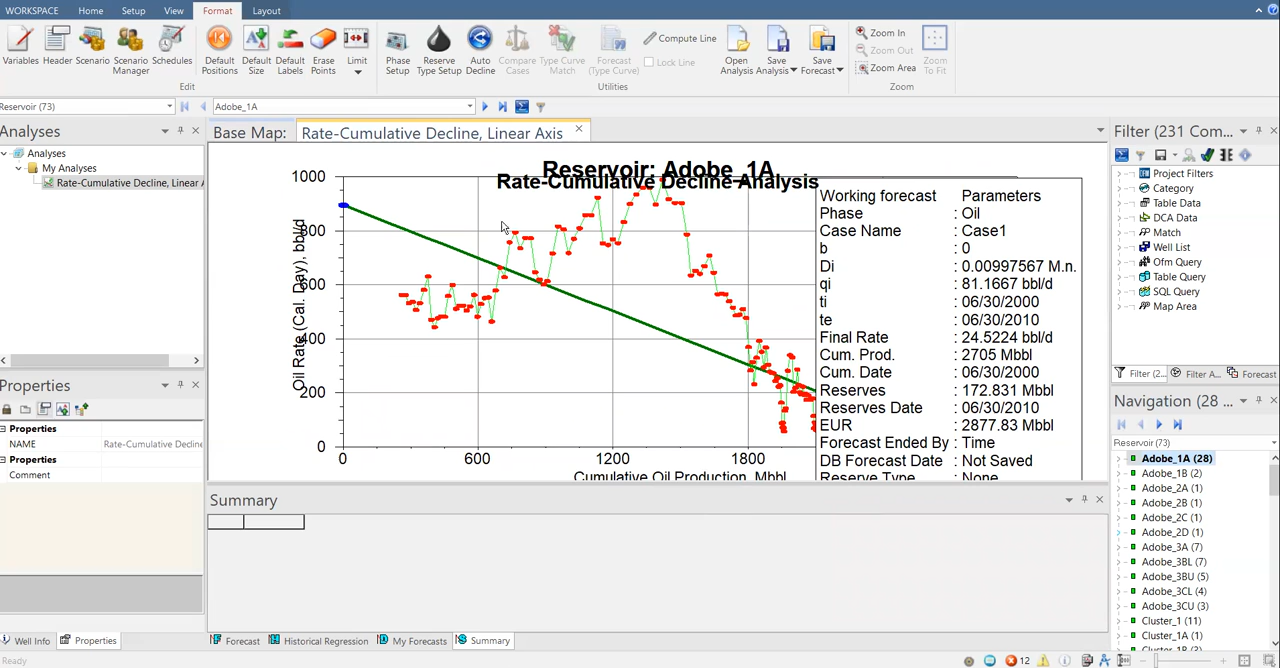 WORKSPACE Home Setup View Format Layout
Variables Header Scenario Scenario Manager Schedules Default Positions Default Size Default Labels Erase Points Limit Phase Setup Reserve Type Setup Auto Decline Compare Cases Type Curve Match Forecast (Type Curve) Compute Line Lock Line Open Analysis Save Analysis Save Forecast Zoom In Zoom Out Zoom Area Zoom To Fit
Edit Utilities Zoom
Reservoir (73) Adobe_1A
Analyses
Analyses
My Analyses
Rate-Cumulative Decline, Linear A
Properties
Properties
NAME Rate-Cumulative Decline
Properties
Comment
Well Info Properties
Ready
Base Map: Rate-Cumulative Decline, Linear Axis
Reservoir: Adobe_1A
Rate-Cumulative Decline Analysis
Oil Rate (Cal. Day), bb/d
1000
800
600
400
200
0
0 600 1200 1800
Cumulative Oil Production, Mbbl
Working forecast Parameters
Phase : Oil
Case Name : Case1
b : 0
Di : 0.00997567 M.n.
qi : 81.1667 bbl/d
ti : 06/30/2000
te : 06/30/2010
Final Rate : 24.5224 bbl/d
Cum. Prod. : 2705 Mbbl
Cum. Date : 06/30/2000
Reserves : 172.831 Mbbl
Reserves Date : 06/30/2010
EUR : 2877.83 Mbbl
Forecast Ended By : Time
DB Forecast Date : Not Saved
Reserve Type : None
Summary
Forecast Historical Regression My Forecasts Summary
Filter (231 Com...
Project Filters
Category
Table Data
DCA Data
Match
Well List
Ofm Query
Table Query
SQL Query
Map Area
Filter (2... Filter A... Forecast
Navigation (28 ...
Reservoir (73)
Adobe_1A (28)
Adobe_1B (2)
Adobe_2A (1)
Adobe_2B (1)
Adobe_2C (1)
Adobe_2D (1)
Adobe_3A (7)
Adobe_3BL (7)
Adobe_3BU (5)
Adobe_3CL (4)
Adobe_3CU (3)
Cluster_1 (11)
Cluster_1A (1)
Cluster_1B (3)
12